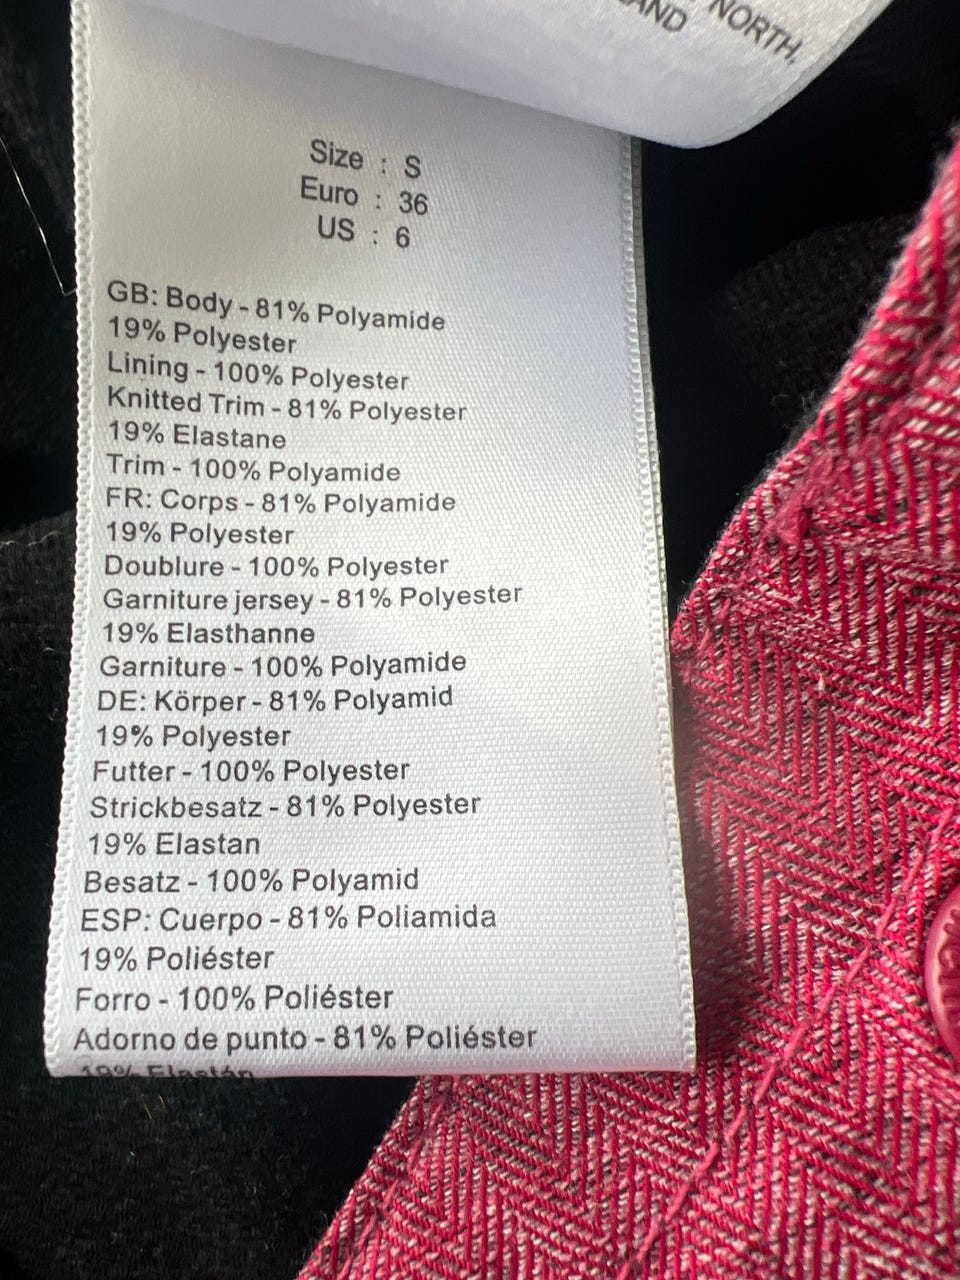 NORTH,
AND
Size : S
Euro : 36
US : 6
GB: Body - 81% Polyamide
19% Polyester
Lining - 100% Polyester
Knitted Trim - 81% Polyester
19% Elastane
Trim - 100% Polyamide
FR: Corps - 81% Polyamide
19% Polyester
Doublure - 100% Polyester
Garniture jersey - 81% Polyester
19% Elasthanne
Garniture - 100% Polyamide
DE: Körper - 81% Polyamid
19% Polyester
Futter - 100% Polyester
Strickbesatz - 81% Polyester
19% Elastan
Besatz - 100% Polyamid
ESP: Cuerpo - 81% Poliamida
19% Poliéster
Forro - 100% Poliéster
Adorno de punto - 81% Poliéster
19% Elastán